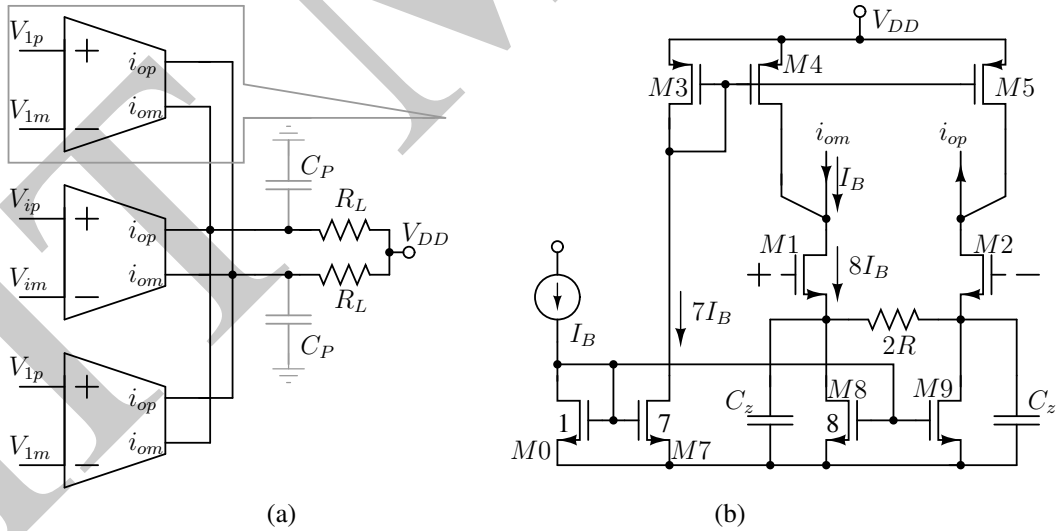 V1p
+
iop
V1m
−
iom
CP
Vip
+
iop
RL
VDD
Vim
−
iom
RL
CP
V1p
+
iop
V1m
−
iom
(a)
VDD
M3
M4
M5
iom
iop
IB
M1
M2
+
8IB
−
IB
7IB
2R
Cz
M8
M9
Cz
1
7
8
M0
M7
(b)